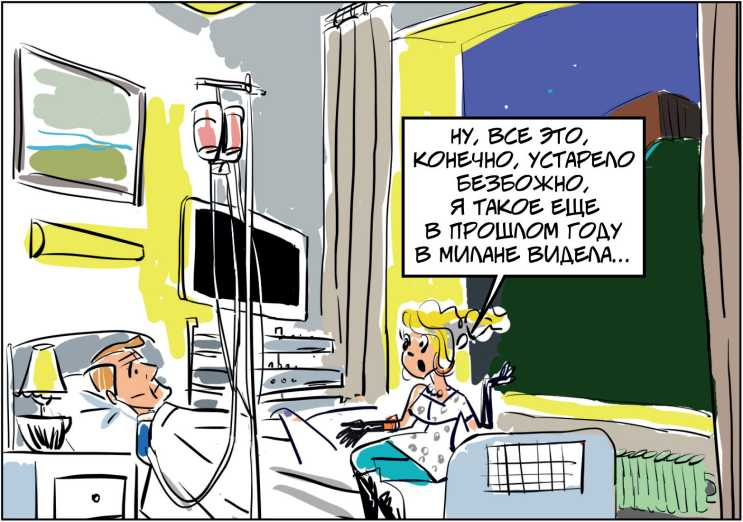 НУ, ВСЕ ЭТО,
КОНЕЧНО, УСТАРЕЛО
БЕЗБОЖНО,
Я ТАКОЕ ЕЩЕ
В ПРОШЛОМ ГОДУ
В МИЛАНЕ ВИДЕЛА...